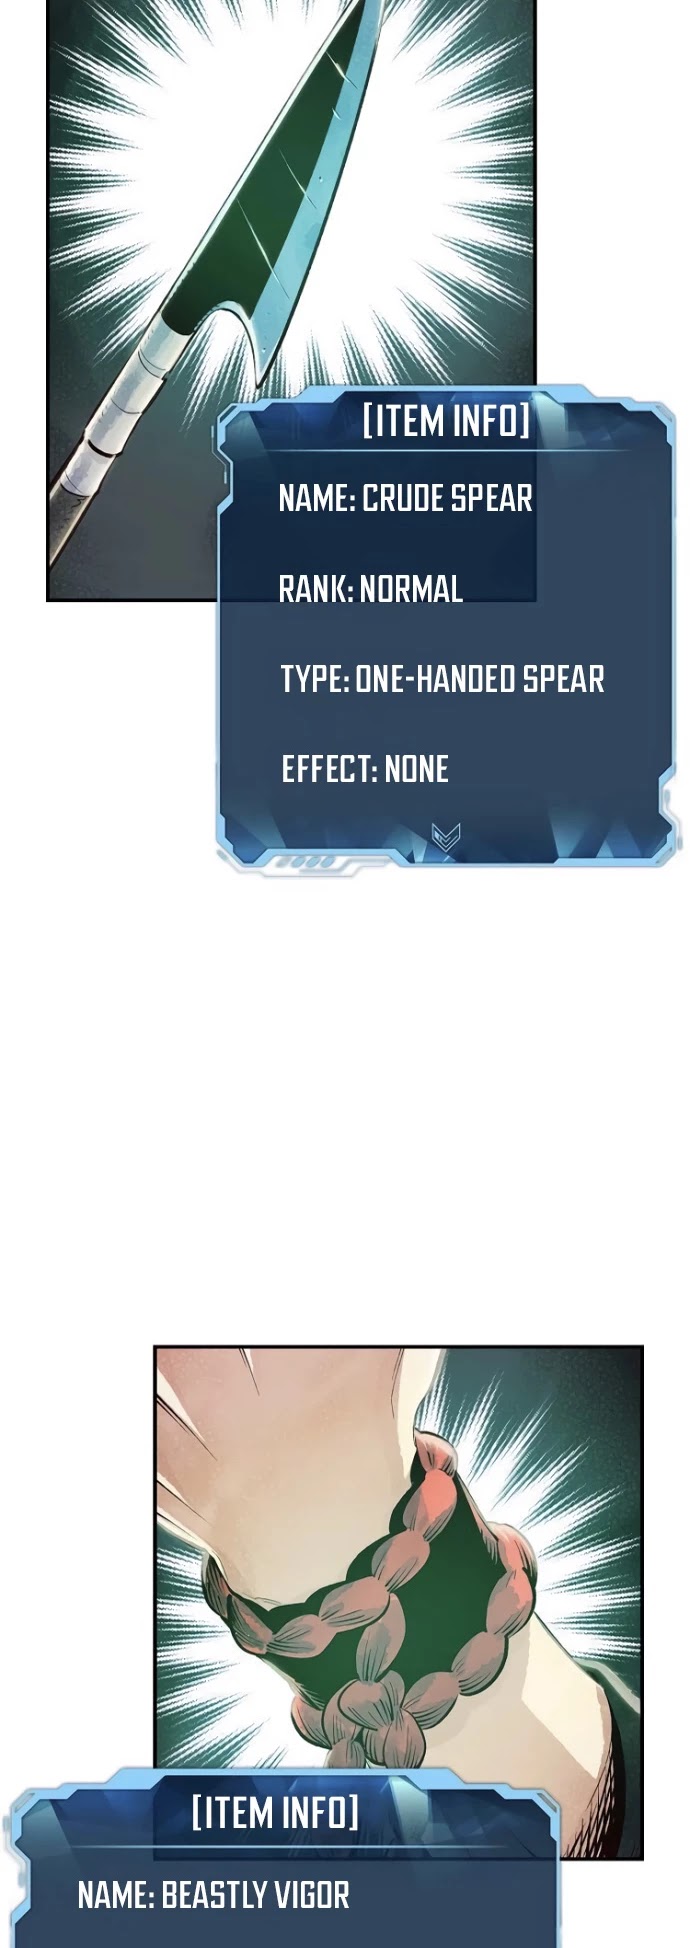 [ITEM INFO]
NAME: CRUDE SPEAR
RANK: NORMAL
TYPE: ONE-HANDED SPEAR
EFFECT: NONE
[ITEM INFO]
NAME: BEASTLY VIGOR